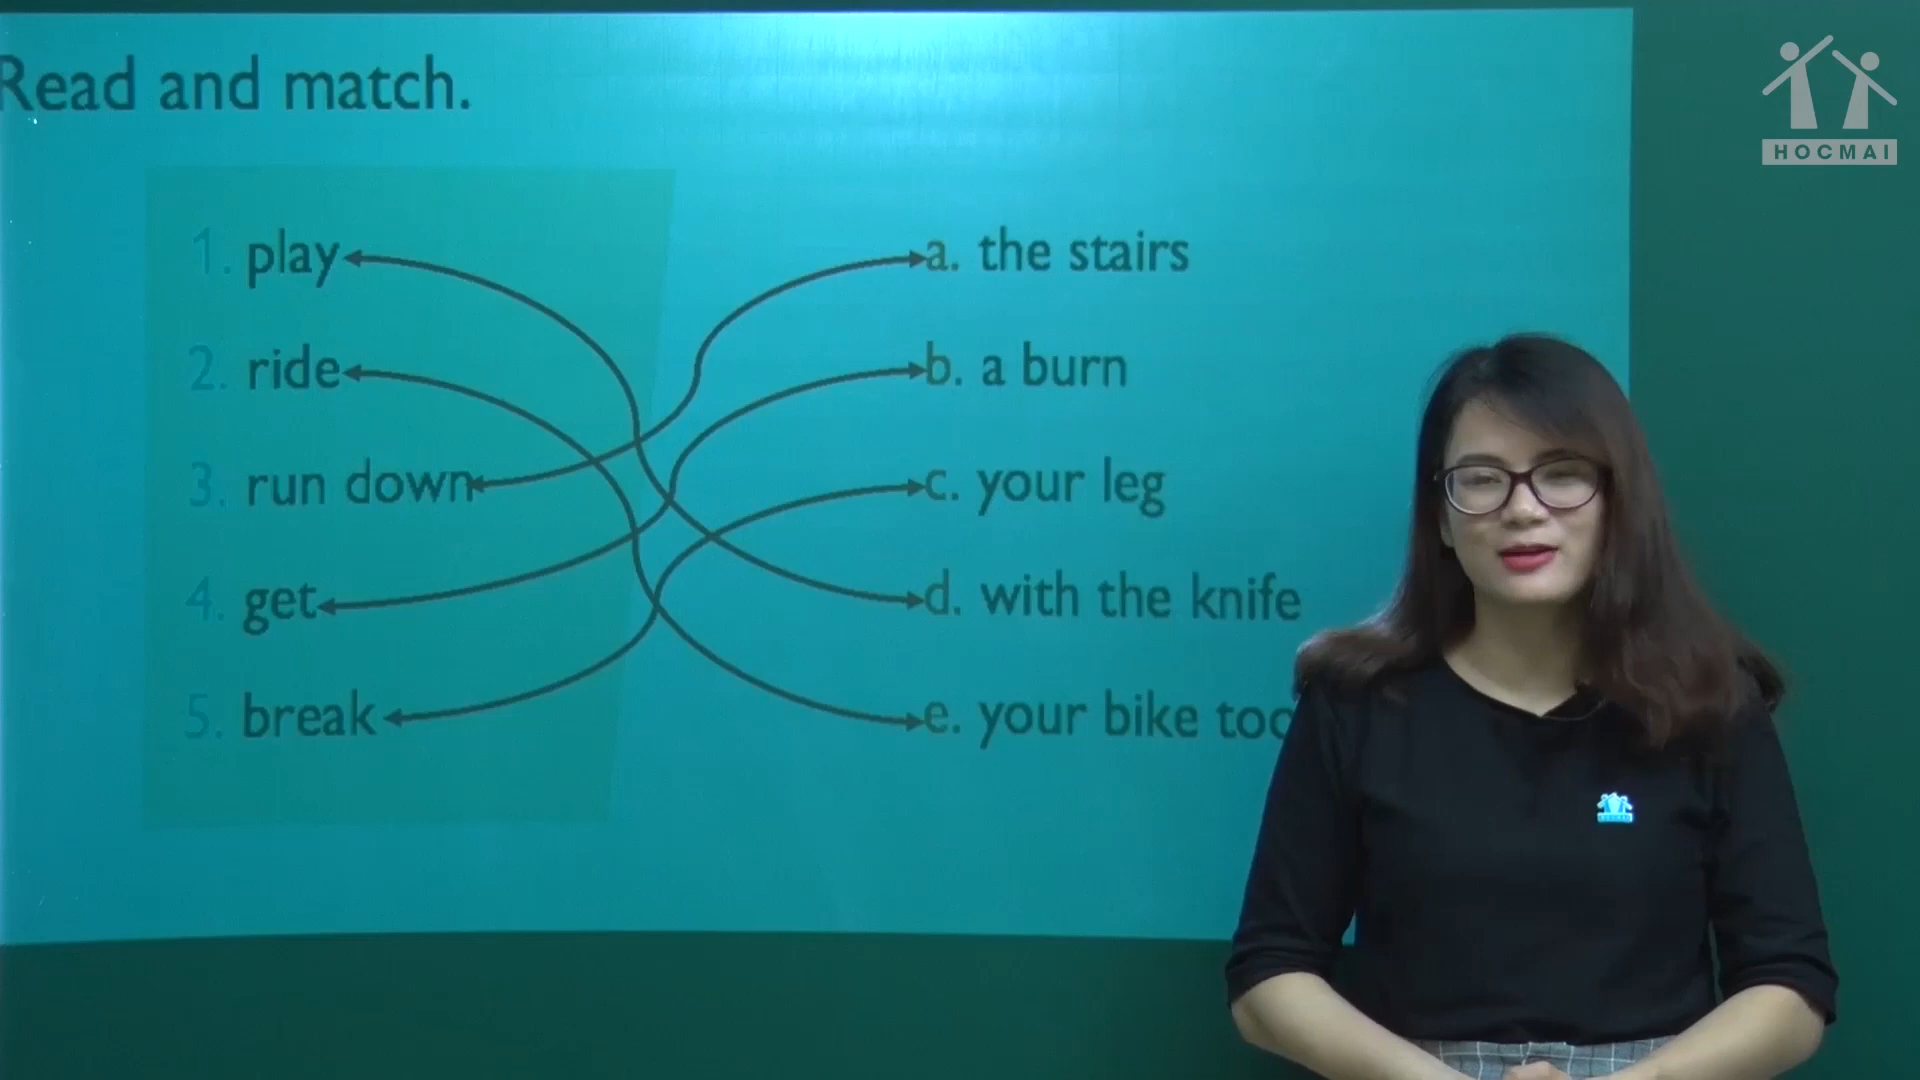 Read and match.
1. play
a. the stairs
2. ride
b. a burn
3. run down
c. your leg
4. get
d. with the knife
5. break
e. your bike too
HOCMAI